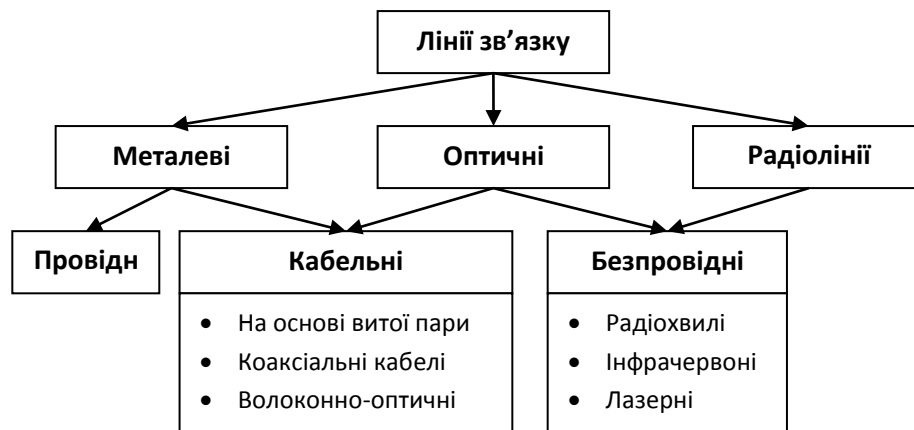 Лінії зв’язку
Металеві
Оптичні
Радіолінії
Провідн
Кабельні
Безпровідні
• На основі витої пари
• Коаксіальні кабелі
• Волоконно-оптичні
• Радіохвилі
• Інфрачервоні
• Лазерні